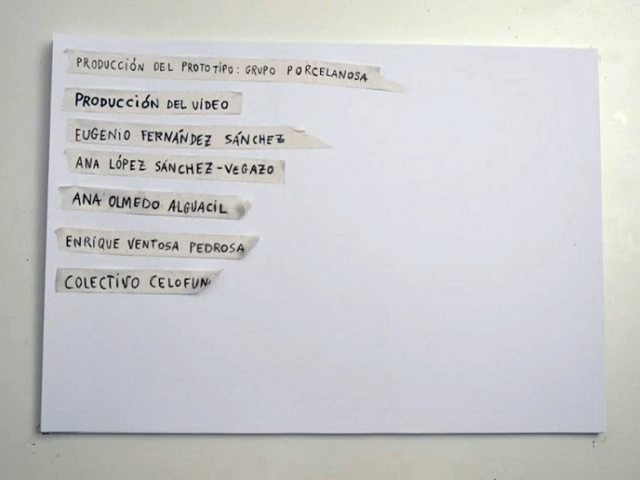 PRODUCCIÓN DEL PROTOTIPO: GRUPO PORCELANOSA
PRODUCCIÓN DEL VIDEO
EUGENIO FERNÁNDEZ SÁNCHEZ
ANA LÓPEZ SÁNCHEZ-VEGAZO
ANA OLMEDO ALGUACIL
ENRIQUE VENTOSA PEDROSA
COLECTIVO CELOFUN